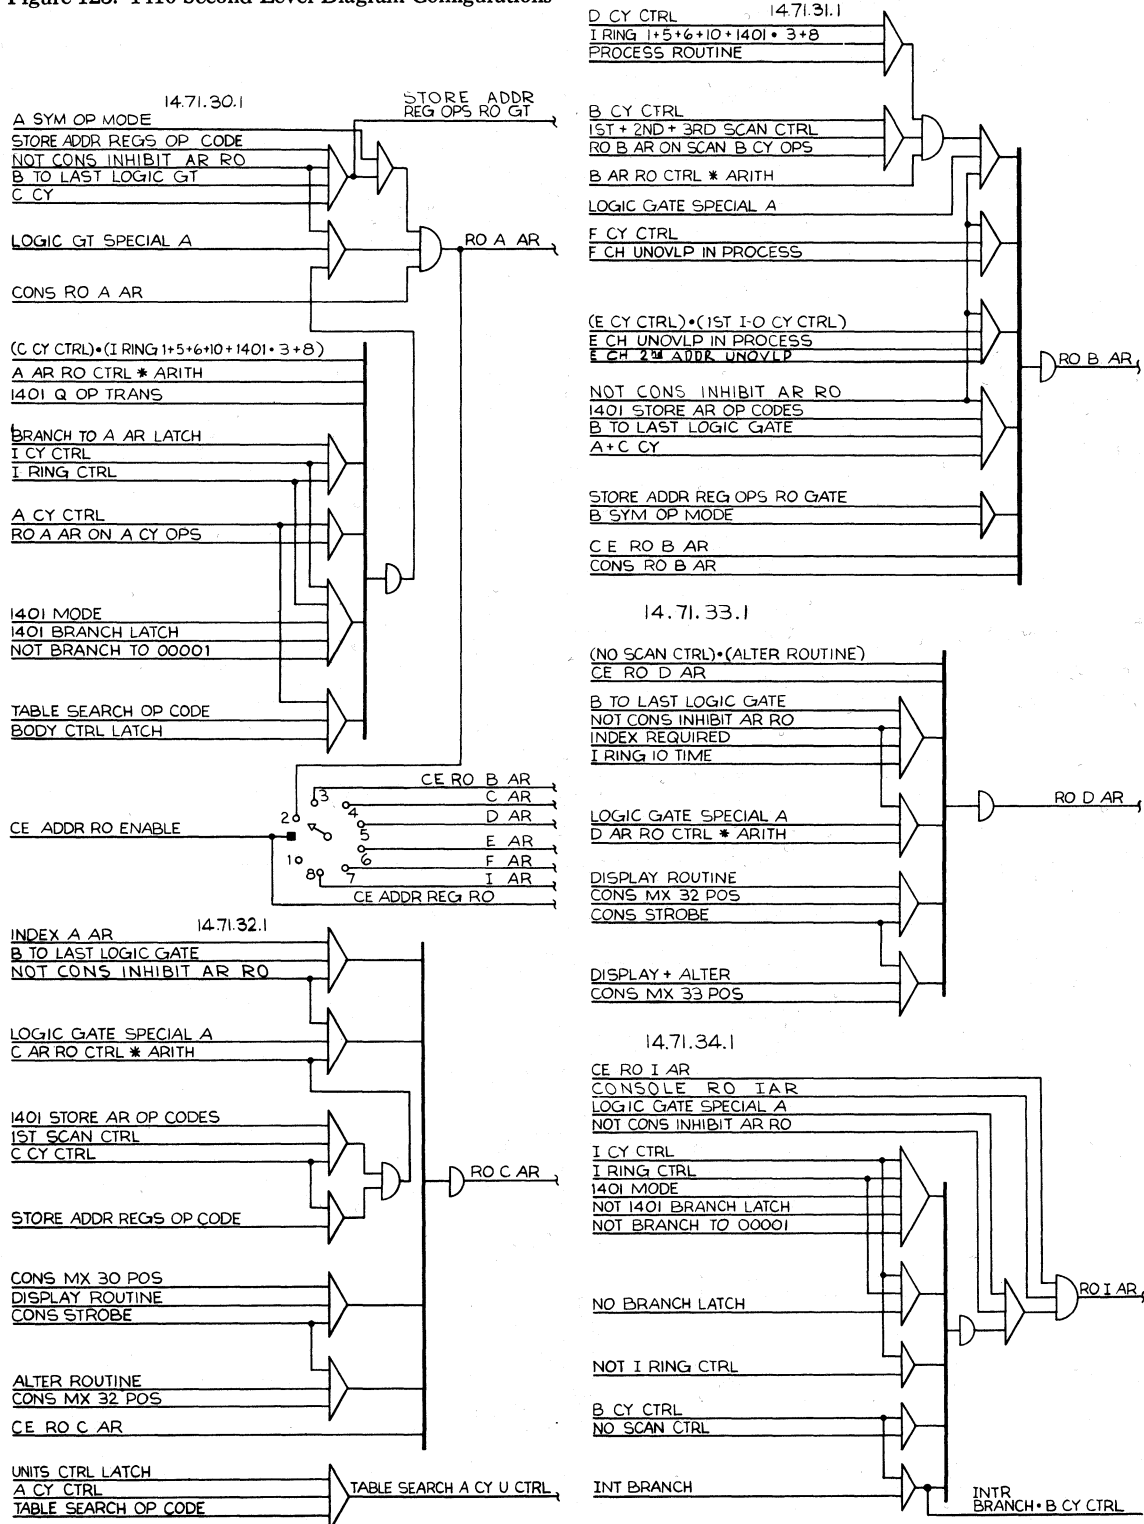 Figure 123. 1410 Second Level Diagram Configurations
14.71.30.1
A SYM OP MODE
STORE ADDR REGS OP CODE
NOT CONS INHIBIT AR RO
B TO LAST LOGIC GT
C CY
STORE ADDR
REG OPS RO GT
LOGIC GT SPECIAL A
RO A AR
CONS RO A AR
(C CY CTRL)•(I RING 1+5+6+10+1401•3+8)
A AR RO CTRL * ARITH
1401 Q OP TRANS
BRANCH TO A AR LATCH
I CY CTRL
I RING CTRL
A CY CTRL
RO A AR ON A CY OPS
1401 MODE
1401 BRANCH LATCH
NOT BRANCH TO 00001
TABLE SEARCH OP CODE
BODY CTRL LATCH
CE ADDR RO ENABLE
1
2
3
4
5
6
7
8
CE RO B AR
C AR
D AR
E AR
F AR
I AR
CE ADDR REG RO
14.71.32.1
INDEX A AR
B TO LAST LOGIC GATE
NOT CONS INHIBIT AR RO
LOGIC GATE SPECIAL A
C AR RO CTRL * ARITH
1401 STORE AR OP CODES
1ST SCAN CTRL
C CY CTRL
STORE ADDR REGS OP CODE
RO C AR
CONS MX 30 POS
DISPLAY ROUTINE
CONS STROBE
ALTER ROUTINE
CONS MX 32 POS
CE RO C AR
UNITS CTRL LATCH
A CY CTRL
TABLE SEARCH OP CODE
TABLE SEARCH A CY U CTRL
14.71.31.1
D CY CTRL
I RING 1+5+6+10+1401•3+8
PROCESS ROUTINE
B CY CTRL
1ST + 2ND + 3RD SCAN CTRL
RO B AR ON SCAN B CY OPS
B AR RO CTRL * ARITH
LOGIC GATE SPECIAL A
F CY CTRL
F CH UNOVLP IN PROCESS
(E CY CTRL)•(1ST I-O CY CTRL)
E CH UNOVLP IN PROCESS
E CH 2nd ADDR UNOVLP
RO B AR
NOT CONS INHIBIT AR RO
1401 STORE AR OP CODES
B TO LAST LOGIC GATE
A+C CY
STORE ADDR REG OPS RO GATE
B SYM OP MODE
C E RO B AR
CONS RO B AR
14.71.33.1
(NO SCAN CTRL)•(ALTER ROUTINE)
CE RO D AR
B TO LAST LOGIC GATE
NOT CONS INHIBIT AR RO
INDEX REQUIRED
I RING 10 TIME
RO D AR
LOGIC GATE SPECIAL A
D AR RO CTRL * ARITH
DISPLAY ROUTINE
CONS MX 32 POS
CONS STROBE
DISPLAY + ALTER
CONS MX 33 POS
14.71.34.1
CE RO I AR
CONSOLE RO IAR
LOGIC GATE SPECIAL A
NOT CONS INHIBIT AR RO
I CY CTRL
I RING CTRL
1401 MODE
NOT 1401 BRANCH LATCH
NOT BRANCH TO 00001
NO BRANCH LATCH
RO I AR
NOT I RING CTRL
B CY CTRL
NO SCAN CTRL
INT BRANCH
INTR
BRANCH•B CY CTRL